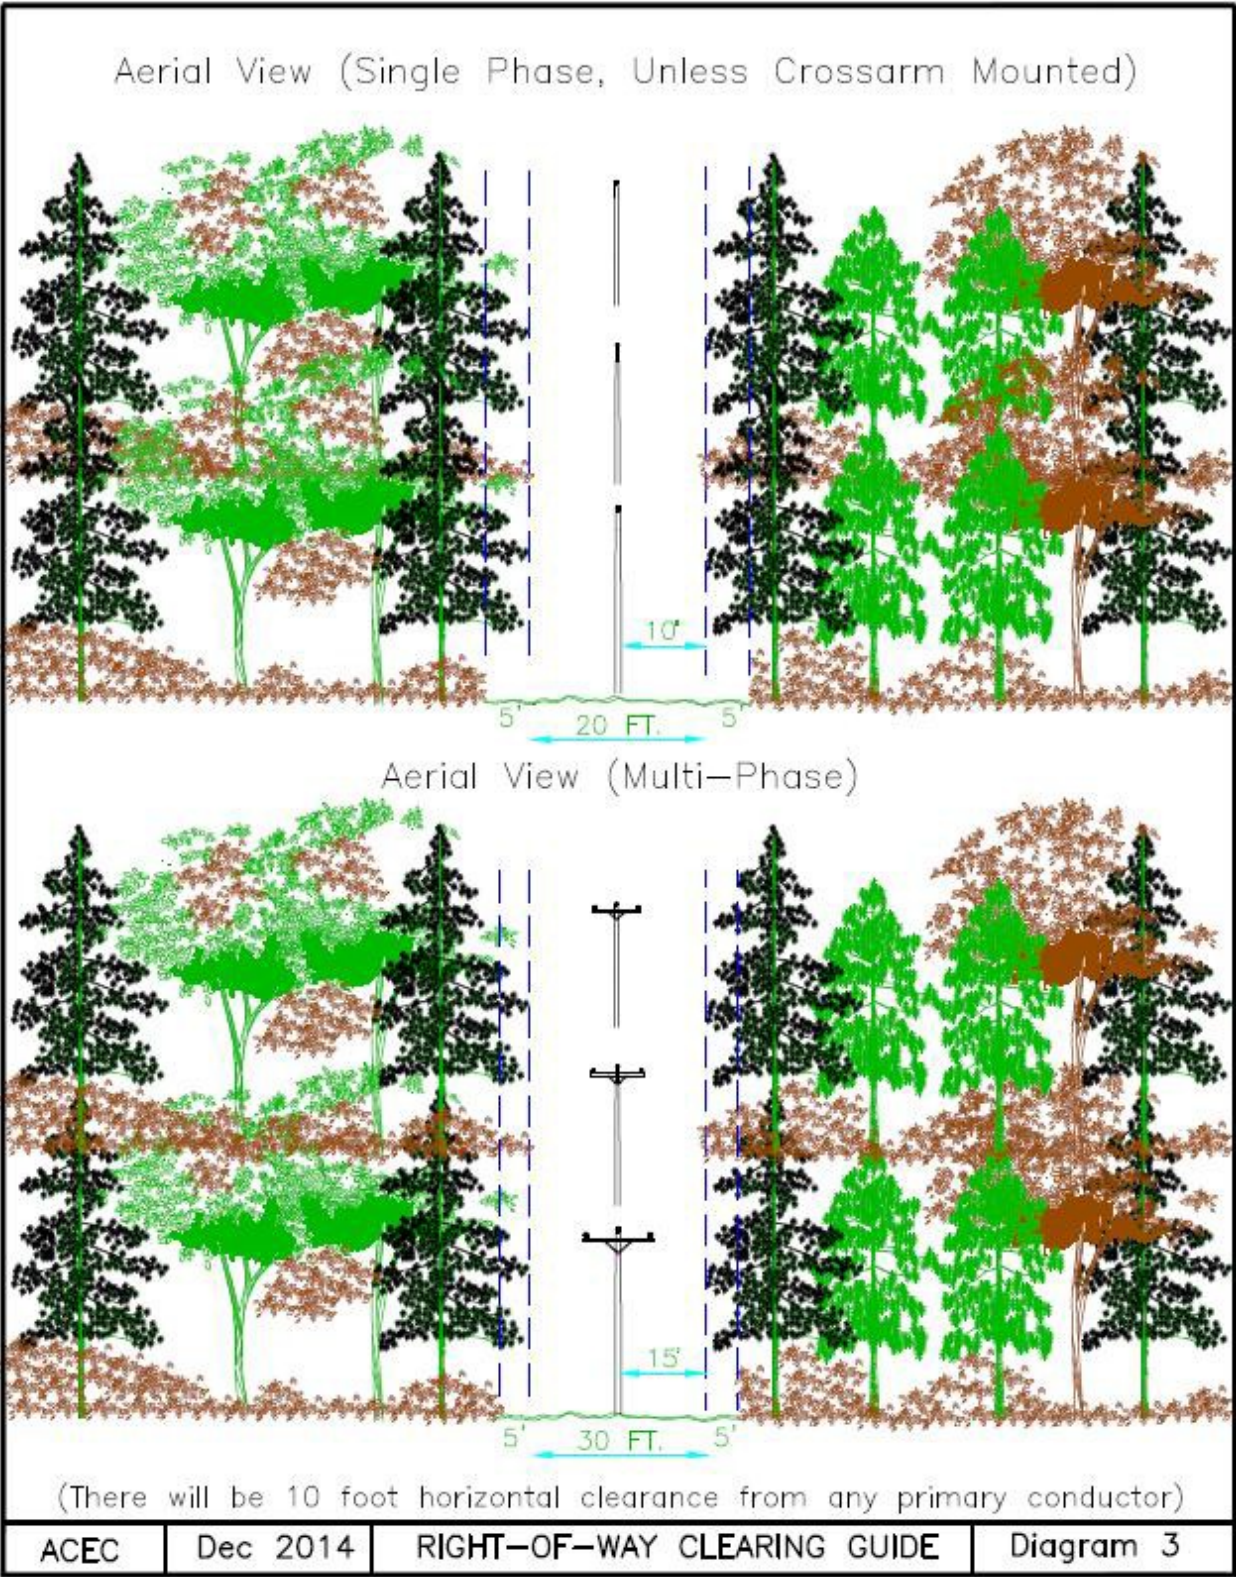 Aerial View (Single Phase, Unless Crossarm Mounted)
10'
5' 20 FT. 5'
Aerial View (Multi-Phase)
15'
5' 30 FT. 5'
(There will be 10 foot horizontal clearance from any primary conductor)
ACEC Dec 2014 RIGHT-OF-WAY CLEARING GUIDE Diagram 3